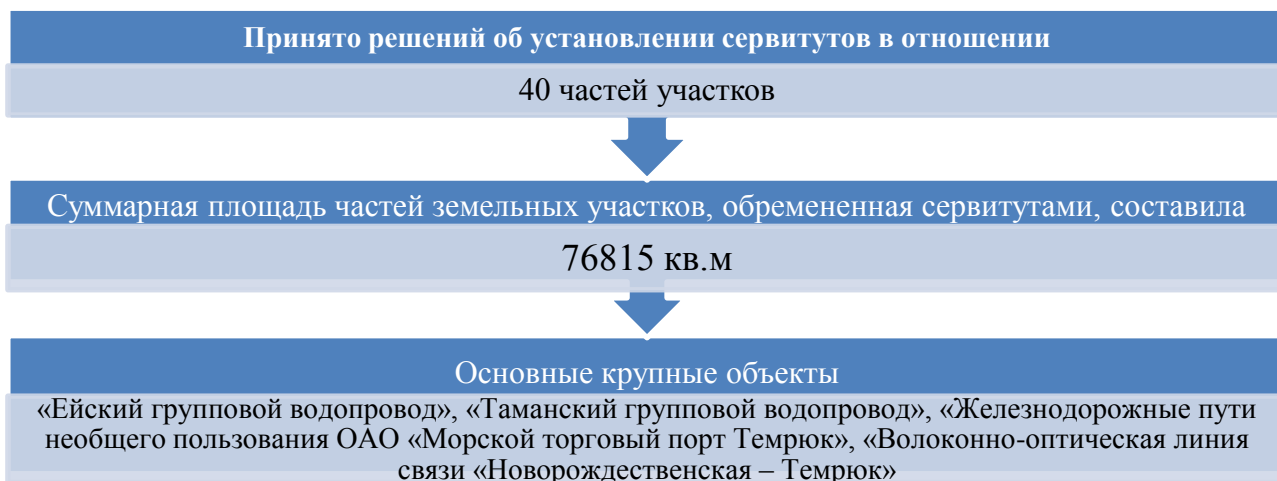 Принято решений об установлении сервитутов в отношении
40 частей участков
Суммарная площадь частей земельных участков, обремененная сервитутами, составила
76815 кв.м
Основные крупные объекты
«Ейский групповой водопровод», «Таманский групповой водопровод», «Железнодорожные пути
необщего пользования ОАО «Морской торговый порт Темрюк», «Волоконно-оптическая линия
связи «Новорождественская – Темрюк»